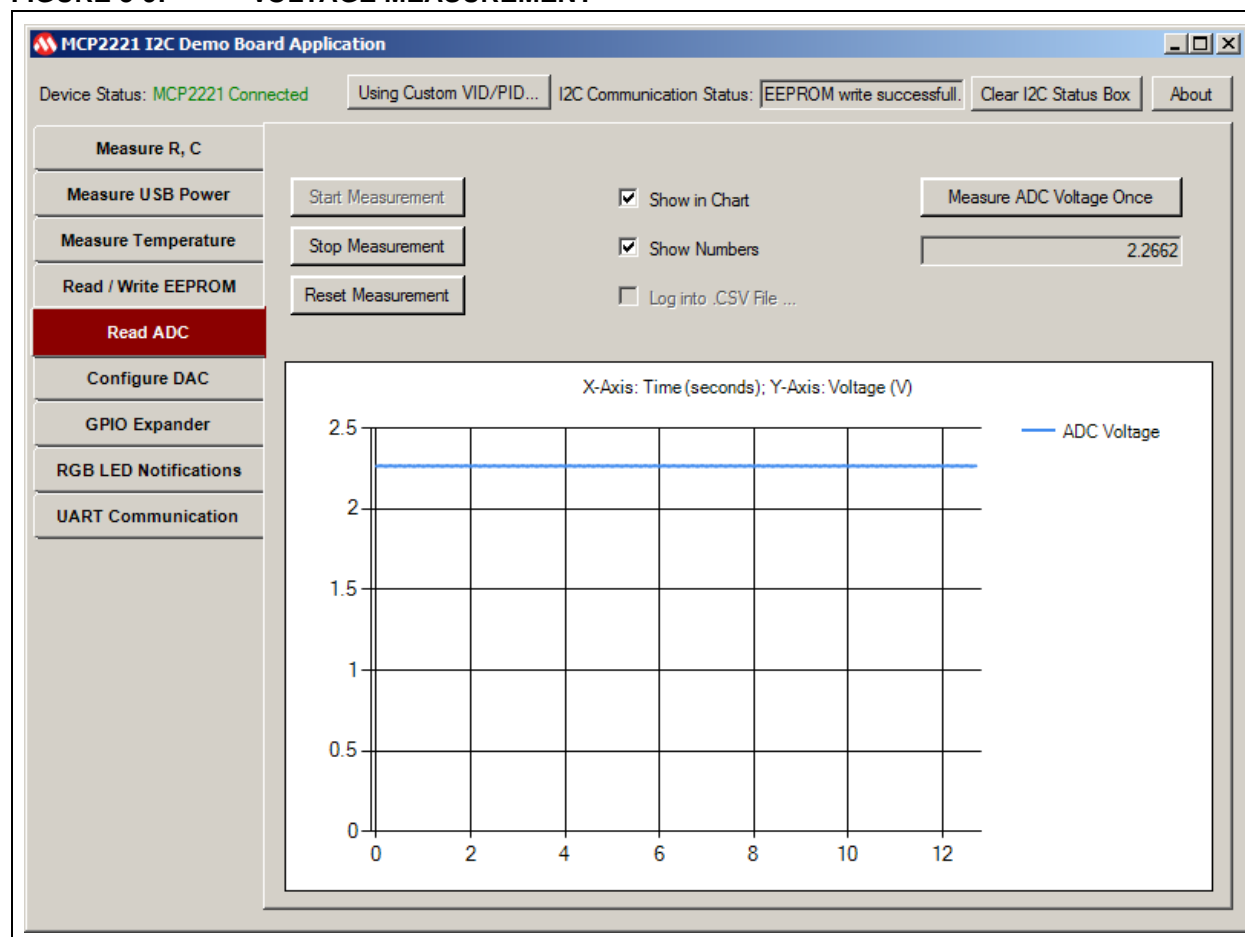 VOLTAGE MEASUREMENT
MCP2221 I2C Demo Board Application
Device Status: MCP2221 Connected Using Custom VID/PID... I2C Communication Status: EEPROM write successfull. Clear I2C Status Box About
Measure R, C
Measure USB Power
Measure Temperature
Read / Write EEPROM
Read ADC
Configure DAC
GPIO Expander
RGB LED Notifications
UART Communication
Start Measurement Show in Chart Measure ADC Voltage Once
Stop Measurement Show Numbers 2.2662
Reset Measurement Log into .CSV File ...
X-Axis: Time (seconds); Y-Axis: Voltage (V)
ADC Voltage
2.5
2
1.5
1
0.5
0
0 2 4 6 8 10 12